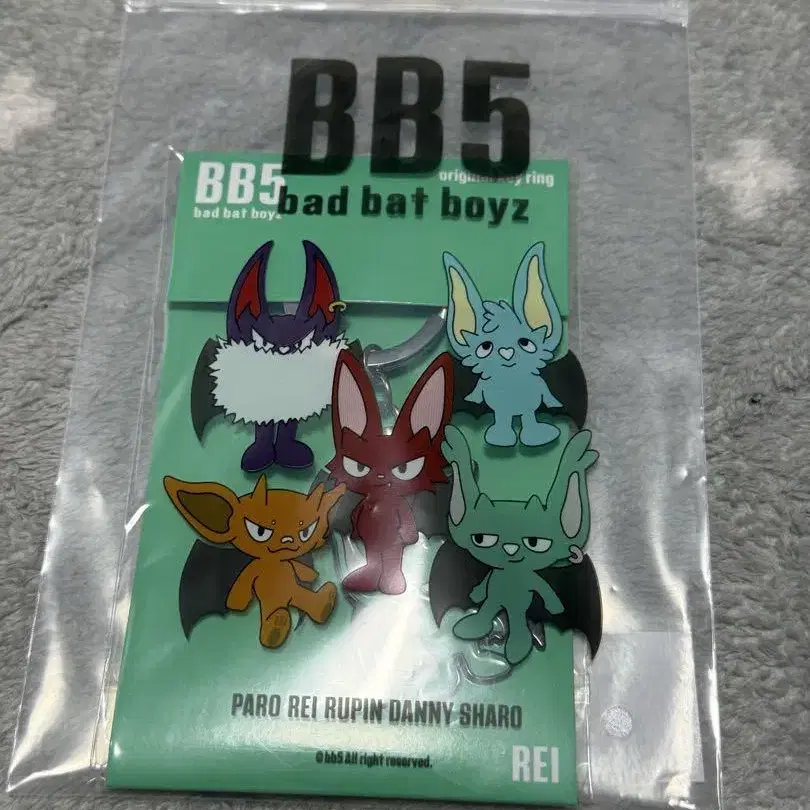 BB5
bad bat boyz
BB5
bad bat boyz
original key ring
PARO REI RUPIN DANNY SHARO
©bb5 All right reserved.
REI